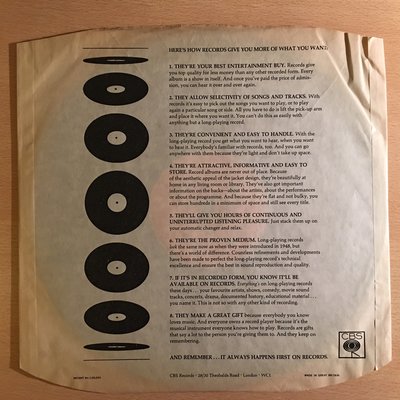 HERE'S HOW RECORDS GIVE YOU MORE OF WHAT YOU WANT:
1. THEY'RE YOUR BEST ENTERTAINMENT BUY. Records give
you top quality for less money than any other recorded form. Every
album is a show in itself. And once you've paid the price of admis-
sion, you can hear it over and over again.
2. THEY ALLOW SELECTIVITY OF SONGS AND TRACKS. With
records it's easy to pick out the songs you want to play, or to play
again a particular song or side. All you have to do is lift the pick-up arm
and place it where you want it. You can't do this as easily with
anything but a long-playing record.
3. THEY'RE CONVENIENT AND EASY TO HANDLE. With the
long-playing record you get what you want to hear, when you want
to hear it. Everybody's familiar with records, too. And you can go
anywhere with them because they're light and don't take up space.
4. THEY'RE ATTRACTIVE, INFORMATIVE AND EASY TO
STORE. Record albums are never out of place. Because
of the aesthetic appeal of the jacket design, they're beautifully at
home in any living room or library. They've also got important
information on the backs—about the artists, about the performances
or about the programme. And because they're flat and not bulky, you
can store hundreds in a minimum of space and still see every title.
5. THEY'LL GIVE YOU HOURS OF CONTINUOUS AND
UNINTERRUPTED LISTENING PLEASURE. Just stack them up on
your automatic changer and relax.
6. THEY'RE THE PROVEN MEDIUM. Long-playing records
look the same now as when they were introduced in 1948, but
there's a world of difference. Countless refinements and developments
have been made to perfect the long-playing record's technical
excellence and ensure the best in sound reproduction and quality.
7. IF IT'S IN RECORDED FORM, YOU KNOW IT'LL BE
AVAILABLE ON RECORDS. Everything's on long-playing records
these days . . . your favourite artists, shows, comedy, movie sound
tracks, concerts, drama, documented history, educational material . . .
you name it. This is not so with any other kind of recording.
8. THEY MAKE A GREAT GIFT because everybody you know
loves music. And everyone owns a record player because it's the
musical instrument everyone knows how to play. Records are gifts
that say a lot to the person you're giving them to. And they keep on
remembering.
AND REMEMBER...IT ALWAYS HAPPENS FIRST ON RECORDS.
CBS
CBS Records · 28/30 Theobalds Road · London · WC1
MADE IN GREAT BRITAIN